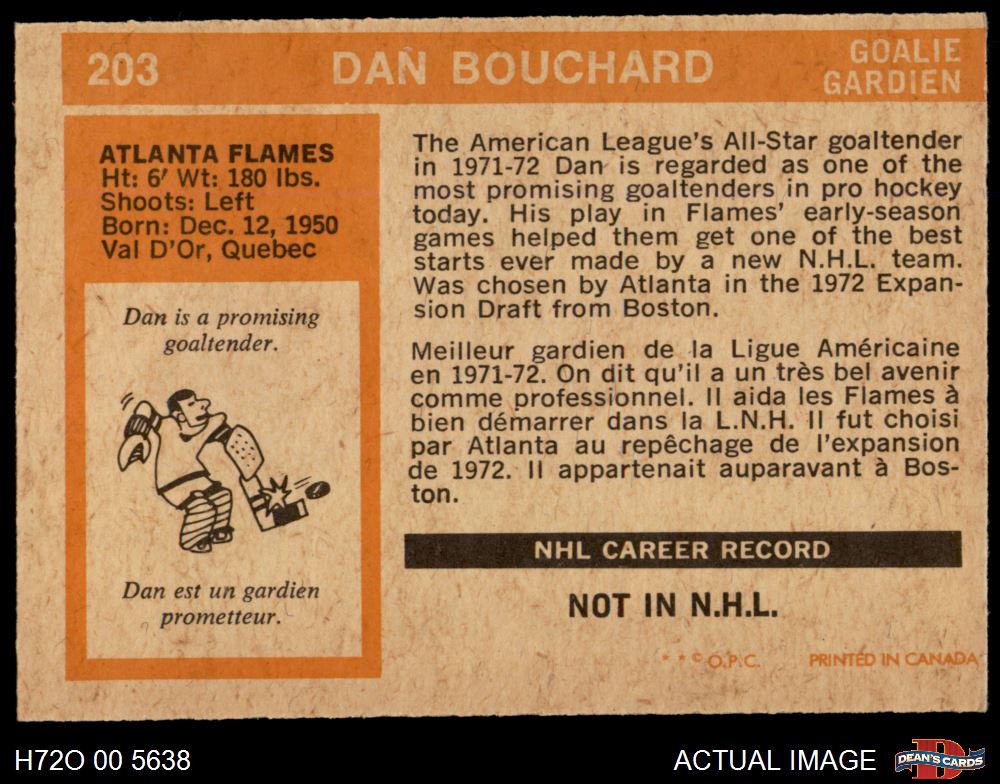 203
DAN BOUCHARD
GOALIE
GARDIEN
ATLANTA FLAMES
Ht: 6' Wt: 180 lbs.
Shoots: Left
Born: Dec. 12, 1950
Val D'Or, Quebec
Dan is a promising
goaltender.
Dan est un gardien
prometteur.
The American League's All-Star goaltender
in 1971-72 Dan is regarded as one of the
most promising goaltenders in pro hockey
today. His play in Flames' early-season
games helped them get one of the best
starts ever made by a new N.H.L. team.
Was chosen by Atlanta in the 1972 Expan-
sion Draft from Boston.
Meilleur gardien de la Ligue Américaine
en 1971-72. On dit qu'il a un très bel avenir
comme professionnel. Il aida les Flames à
bien démarrer dans la L.N.H. Il fut choisi
par Atlanta au repêchage de l'expansion
de 1972. Il appartenait auparavant à Bos-
ton.
NHL CAREER RECORD
NOT IN N.H.L.
* * © O.P.C. PRINTED IN CANADA
H72O 00 5638
ACTUAL IMAGE
D
DEAN'S CARDS